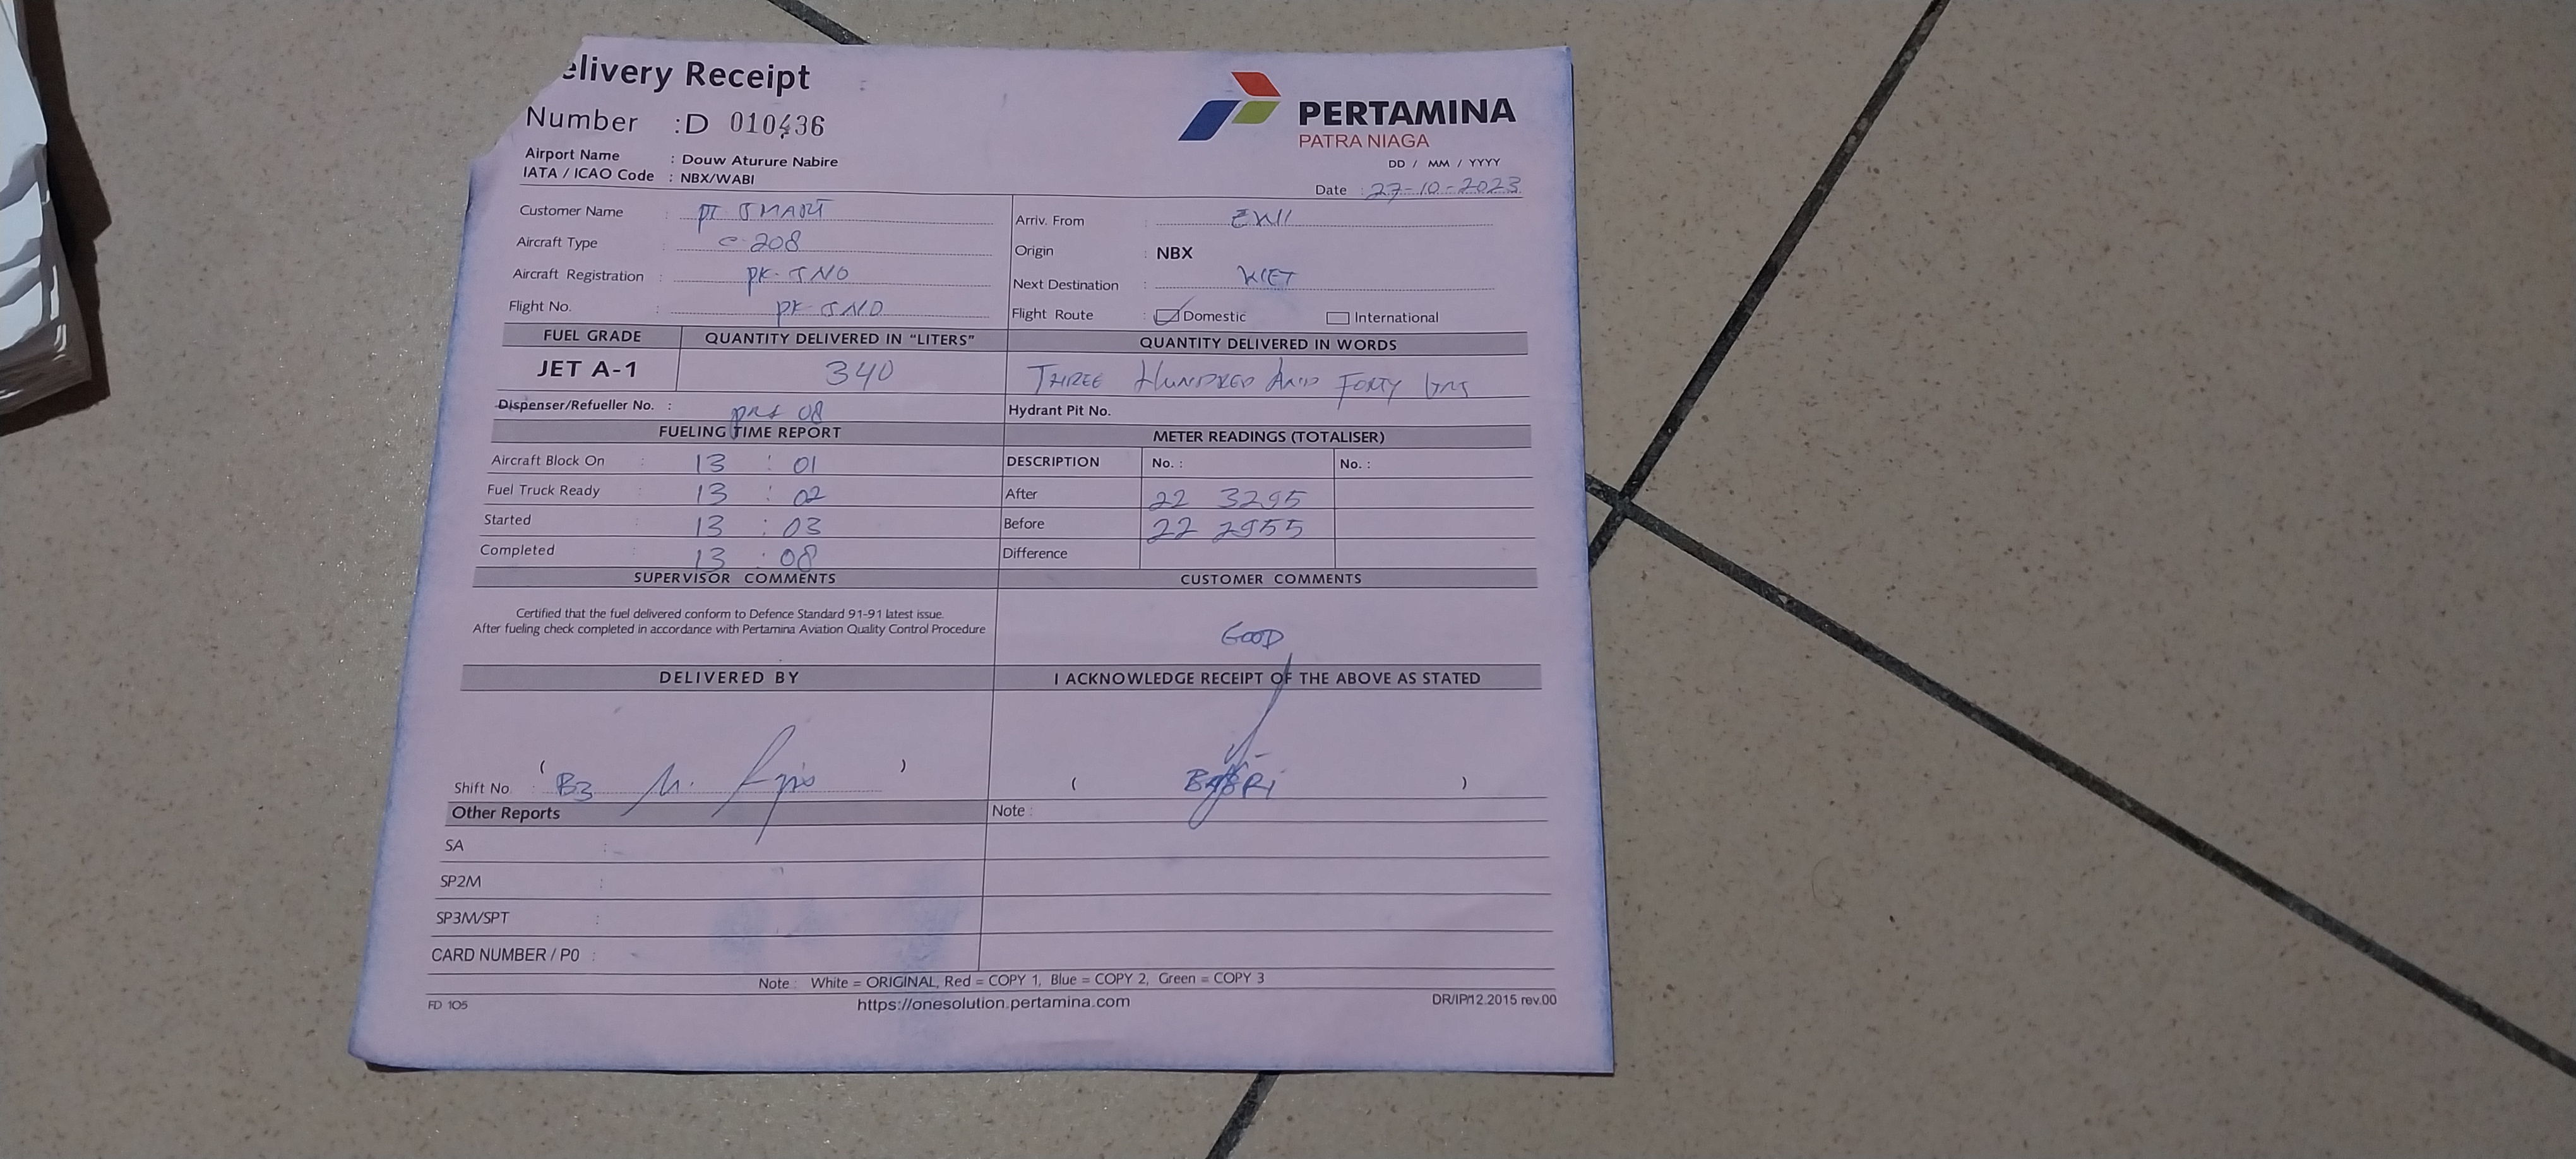 elivery Receipt
Number : D 010436
PERTAMINA
PATRA NIAGA
Airport Name : Douw Aturure Nabire
IATA / ICAO Code : NBX/WABI
DD / MM / YYYY
Date : 27-10-2023
Customer Name : PT SMART
Aircraft Type : C-208
Aircraft Registration : PK-SNO
Flight No. : PK-SNO
Arriv. From :
Origin : NBX
Next Destination :
Flight Route : Domestic International
FUEL GRADE QUANTITY DELIVERED IN "LITERS" QUANTITY DELIVERED IN WORDS
JET A-1 340 THREE HUNDRED AND FORTY
Dispenser/Refueller No. : 08 Hydrant Pit No.
FUELING TIME REPORT METER READINGS (TOTALISER)
Aircraft Block On : 13 : 01
Fuel Truck Ready : 13 : 02
Started : 13 : 03
Completed : 13 : 08
DESCRIPTION No. : No. :
After 22 3295
Before 22 2955
Difference
SUPERVISOR COMMENTS CUSTOMER COMMENTS
Certified that the fuel delivered conform to Defence Standard 91-91 latest issue.
After fueling check completed in accordance with Pertamina Aviation Quality Control Procedure
GOOD
DELIVERED BY I ACKNOWLEDGE RECEIPT OF THE ABOVE AS STATED
( )
Shift No : B3
( )
Other Reports Note :
SA :
SP2M :
SP3M/SPT :
CARD NUMBER / P0 :
Note : White = ORIGINAL, Red = COPY 1, Blue = COPY 2, Green = COPY 3
FD 105 https://onesolution.pertamina.com DR/IP/12.2015 rev.00